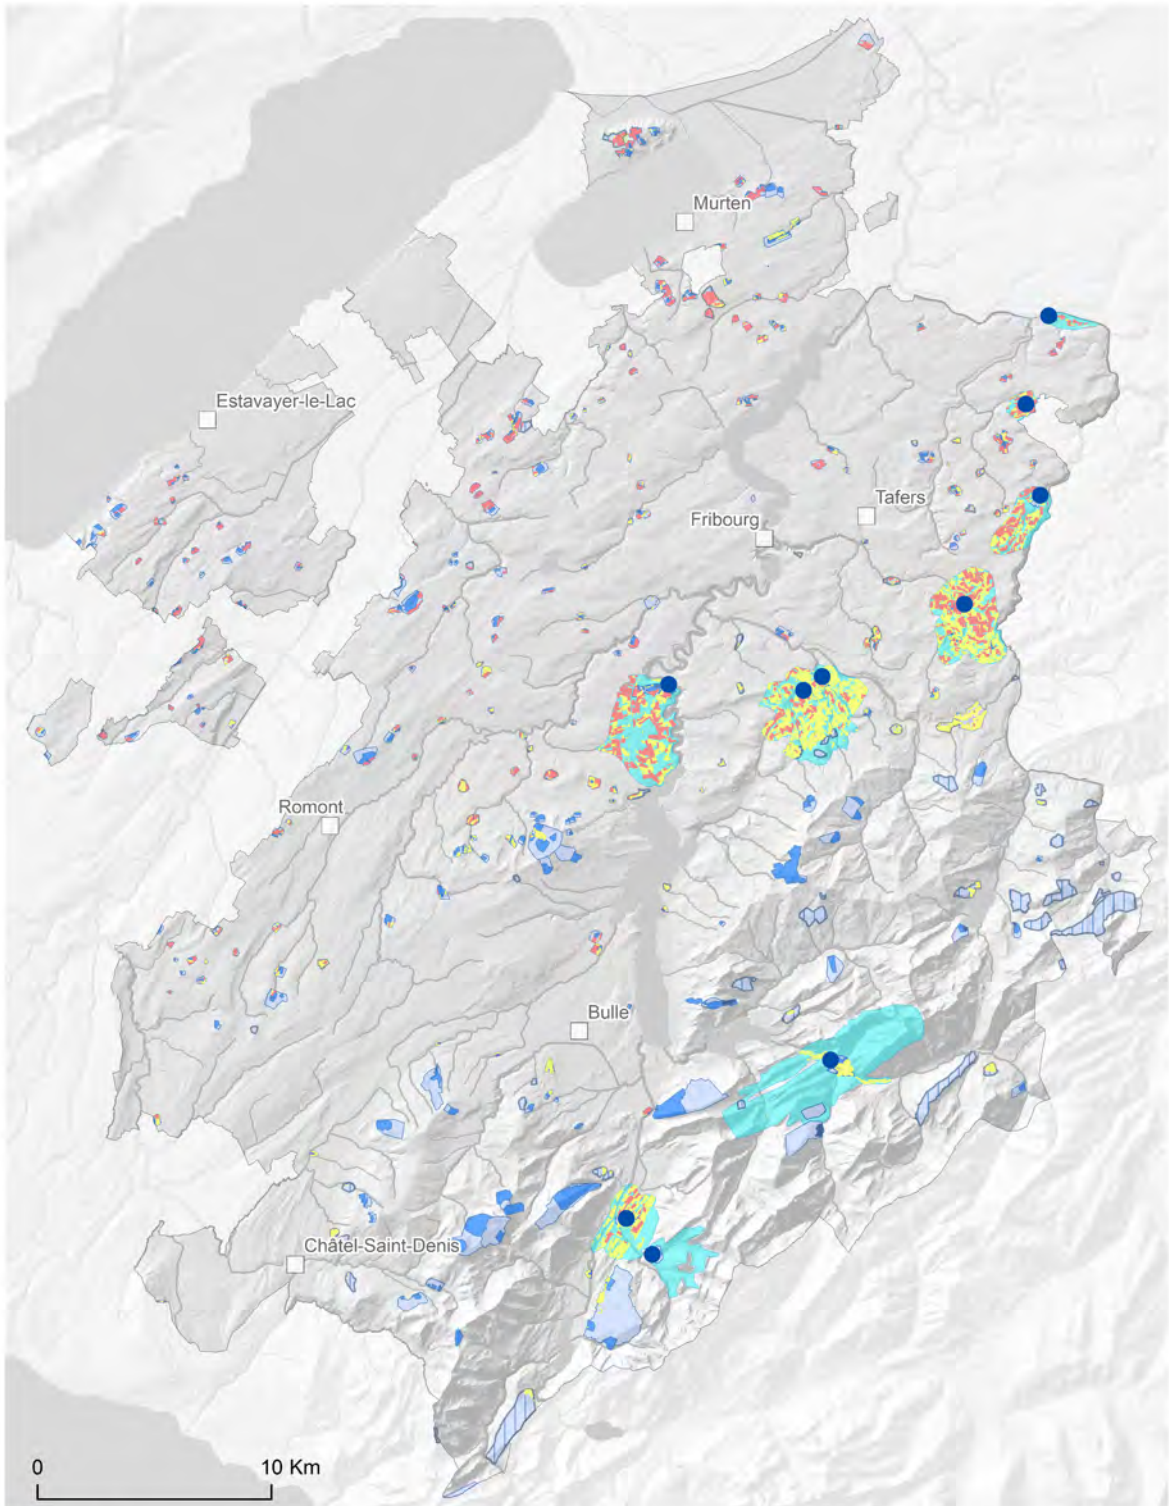 Murten
Estavayer-le-Lac
Tafers
Fribourg
Romont
Bulle
Châtel-Saint-Denis
0 10 Km